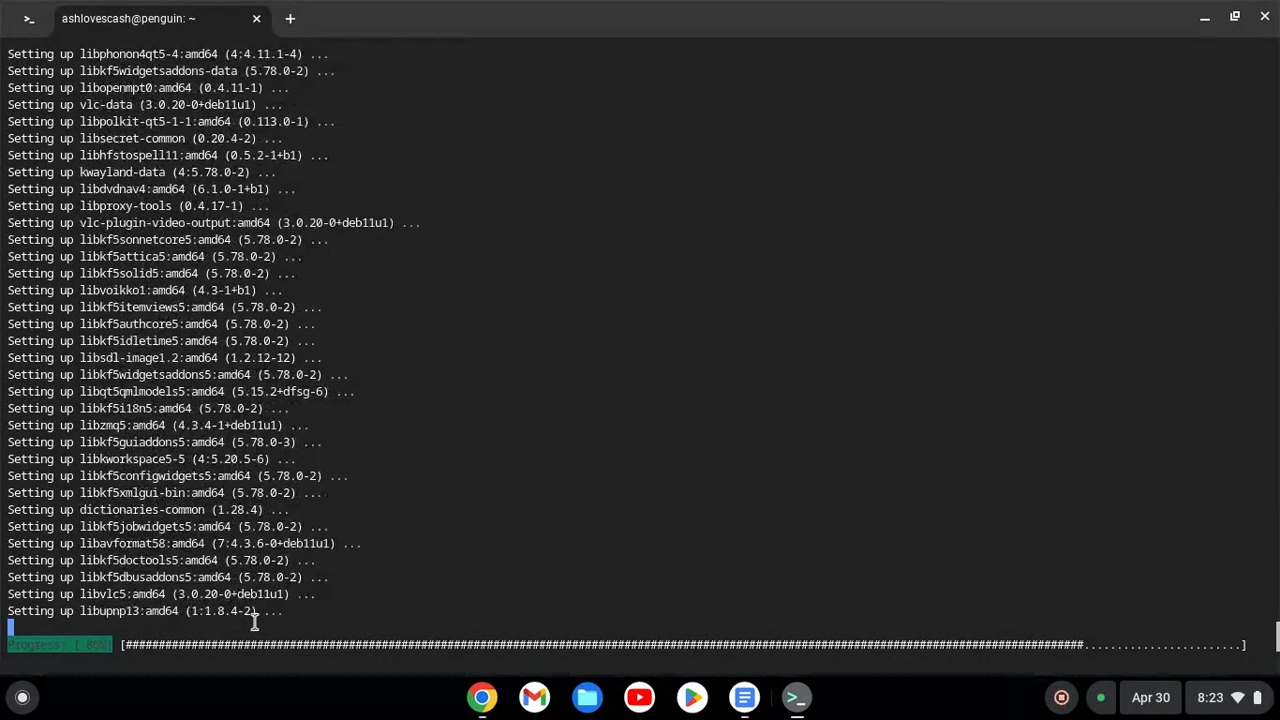 ashlovescash@penguin: ~
Setting up libphonon4qt5-4:amd64 (4:4.11.1-4) ...
Setting up libkf5widgetsaddons-data (5.78.0-2) ...
Setting up libopenmpt0:amd64 (0.4.11-1) ...
Setting up vlc-data (3.0.20-0+deb11u1) ...
Setting up libpolkit-qt5-1-1:amd64 (0.113.0-1) ...
Setting up libsecret-common (0.20.4-2) ...
Setting up libhfstospell11:amd64 (0.5.2-1+b1) ...
Setting up kwayland-data (4:5.78.0-2) ...
Setting up libdvdnav4:amd64 (6.1.0-1+b1) ...
Setting up libproxy-tools (0.4.17-1) ...
Setting up vlc-plugin-video-output:amd64 (3.0.20-0+deb11u1) ...
Setting up libkf5sonnetcore5:amd64 (5.78.0-2) ...
Setting up libkf5attica5:amd64 (5.78.0-2) ...
Setting up libkf5solid5:amd64 (5.78.0-2) ...
Setting up libvoikko1:amd64 (4.3-1+b1) ...
Setting up libkf5itemviews5:amd64 (5.78.0-2) ...
Setting up libkf5authcore5:amd64 (5.78.0-2) ...
Setting up libkf5idletime5:amd64 (5.78.0-2) ...
Setting up libsdl-image1.2:amd64 (1.2.12-12) ...
Setting up libkf5widgetsaddons5:amd64 (5.78.0-2) ...
Setting up libqt5qmlmodels5:amd64 (5.15.2+dfsg-6) ...
Setting up libkf5i18n5:amd64 (5.78.0-2) ...
Setting up libzmq5:amd64 (4.3.4-1+deb11u1) ...
Setting up libkf5guiaddons5:amd64 (5.78.0-3) ...
Setting up libkworkspace5-5 (4:5.20.5-6) ...
Setting up libkf5configwidgets5:amd64 (5.78.0-2) ...
Setting up libkf5xmlgui-bin:amd64 (5.78.0-2) ...
Setting up dictionaries-common (1.28.4) ...
Setting up libkf5jobwidgets5:amd64 (5.78.0-2) ...
Setting up libavformat58:amd64 (7:4.3.6-0+deb11u1) ...
Setting up libkf5doctools5:amd64 (5.78.0-2) ...
Setting up libkf5dbusaddons5:amd64 (5.78.0-2) ...
Setting up libvlc5:amd64 (3.0.20-0+deb11u1) ...
Setting up libupnp13:amd64 (1:1.8.4-2) ...
Progress: [ 86%] [##################################################################################################################################################........................]
Apr 30 8:23